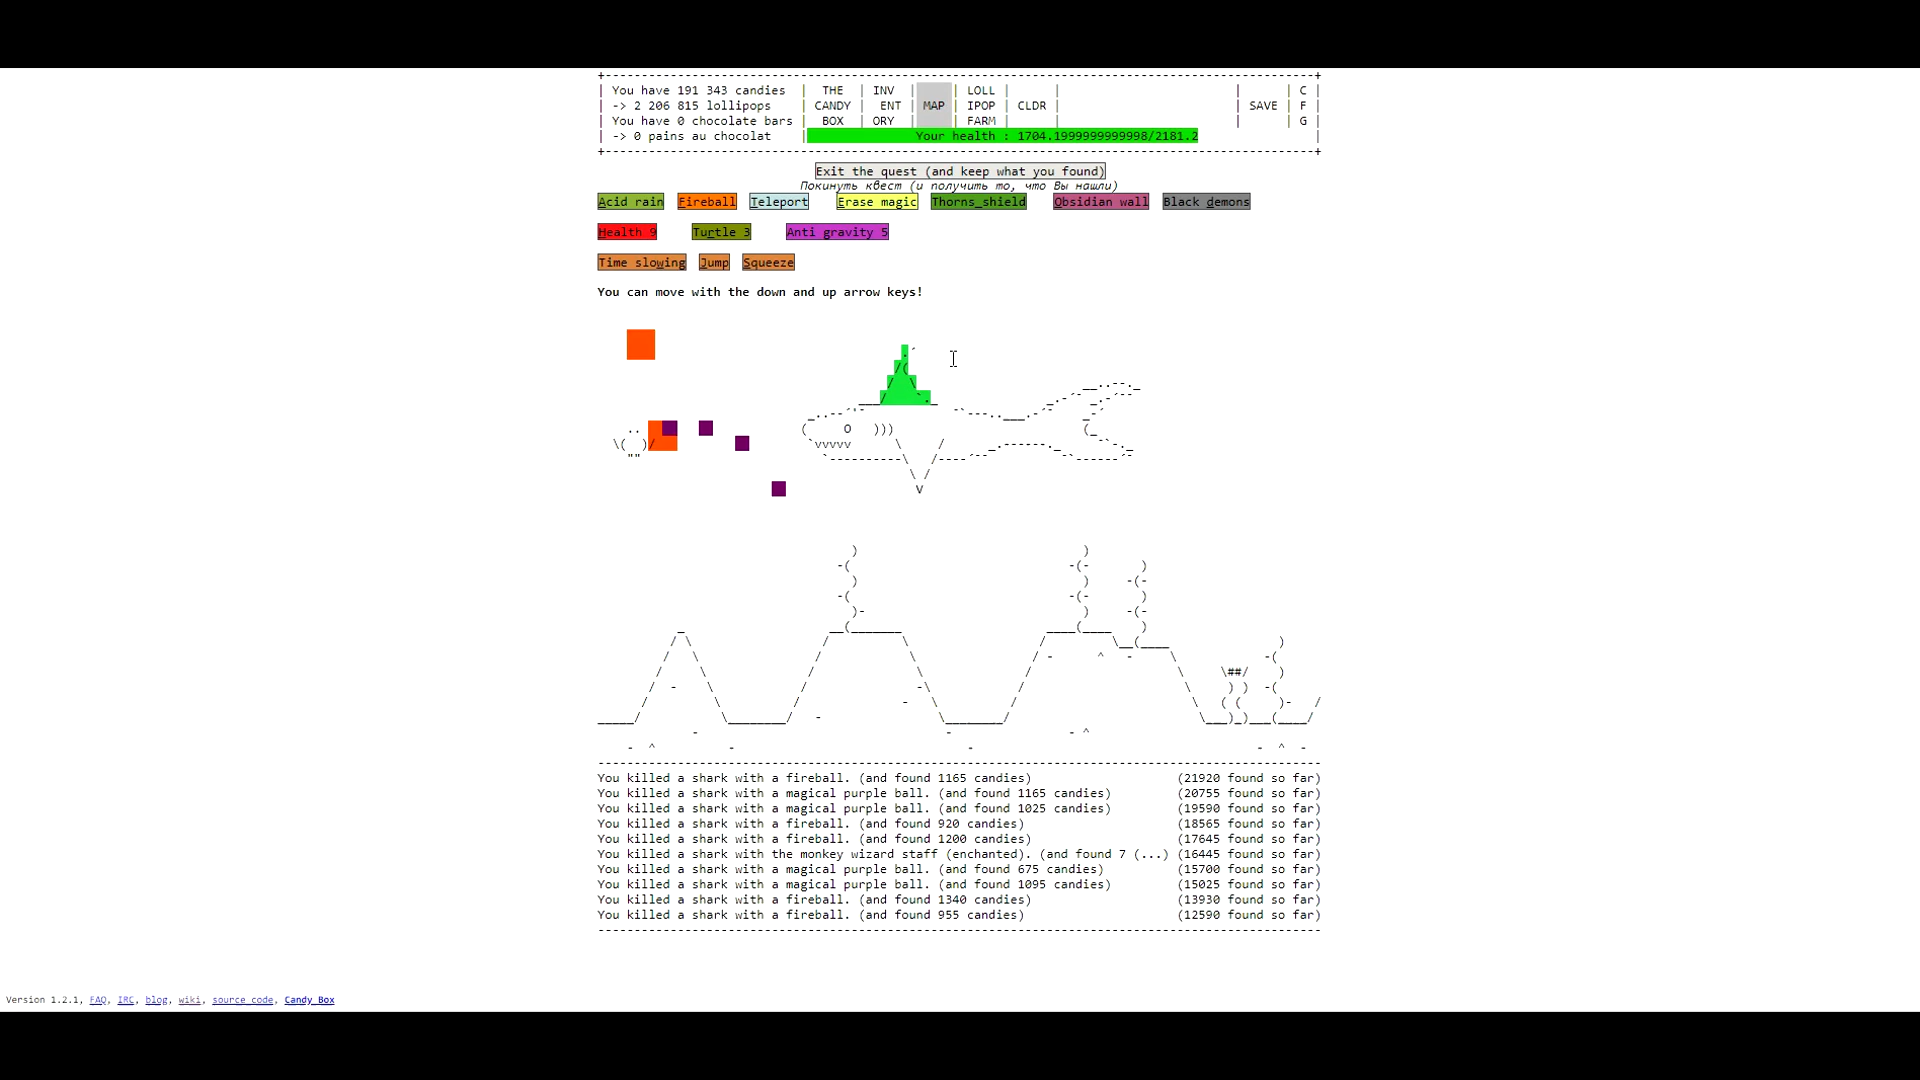 You have 191 343 candies THE INV LOLL C
-> 2 206 815 lollipops CANDY ENT MAP IPOP CLDR SAVE F
You have 0 chocolate bars BOX ORY FARM G
-> 0 pains au chocolat Your health : 1704.1999999999998/2181.2
Exit the quest (and keep what you found)
Покинуть квест (и получить то, что Вы нашли)
Acid rain Fireball Teleport Erase magic Thorns_shield Obsidian wall Black demons
Health 9 Turtle 3 Anti gravity 5
Time slowing Jump Squeeze
You can move with the down and up arrow keys!
You killed a shark with a fireball. (and found 1165 candies) (21920 found so far)
You killed a shark with a magical purple ball. (and found 1165 candies) (20755 found so far)
You killed a shark with a magical purple ball. (and found 1025 candies) (19590 found so far)
You killed a shark with a fireball. (and found 920 candies) (18565 found so far)
You killed a shark with a fireball. (and found 1200 candies) (17645 found so far)
You killed a shark with the monkey wizard staff (enchanted). (and found 7 (...) (16445 found so far)
You killed a shark with a magical purple ball. (and found 675 candies) (15700 found so far)
You killed a shark with a magical purple ball. (and found 1095 candies) (15025 found so far)
You killed a shark with a fireball. (and found 1340 candies) (13930 found so far)
You killed a shark with a fireball. (and found 955 candies) (12590 found so far)
Version 1.2.1, FAQ, IRC, blog, wiki, source code, Candy Box